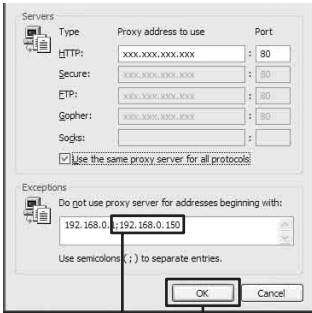 Servers
Type Proxy address to use Port
HTTP: xxx.xxx.xxx.xxx : 80
Secure: xxx.xxx.xxx.xxx : 80
FTP: xxx.xxx.xxx.xxx : 80
Gopher: xxx.xxx.xxx.xxx : 80
Socks: :
Use the same proxy server for all protocols
Exceptions
Do not use proxy server for addresses beginning with:
192.168.0.1;192.168.0.150
Use semicolons ( ; ) to separate entries.
OK Cancel